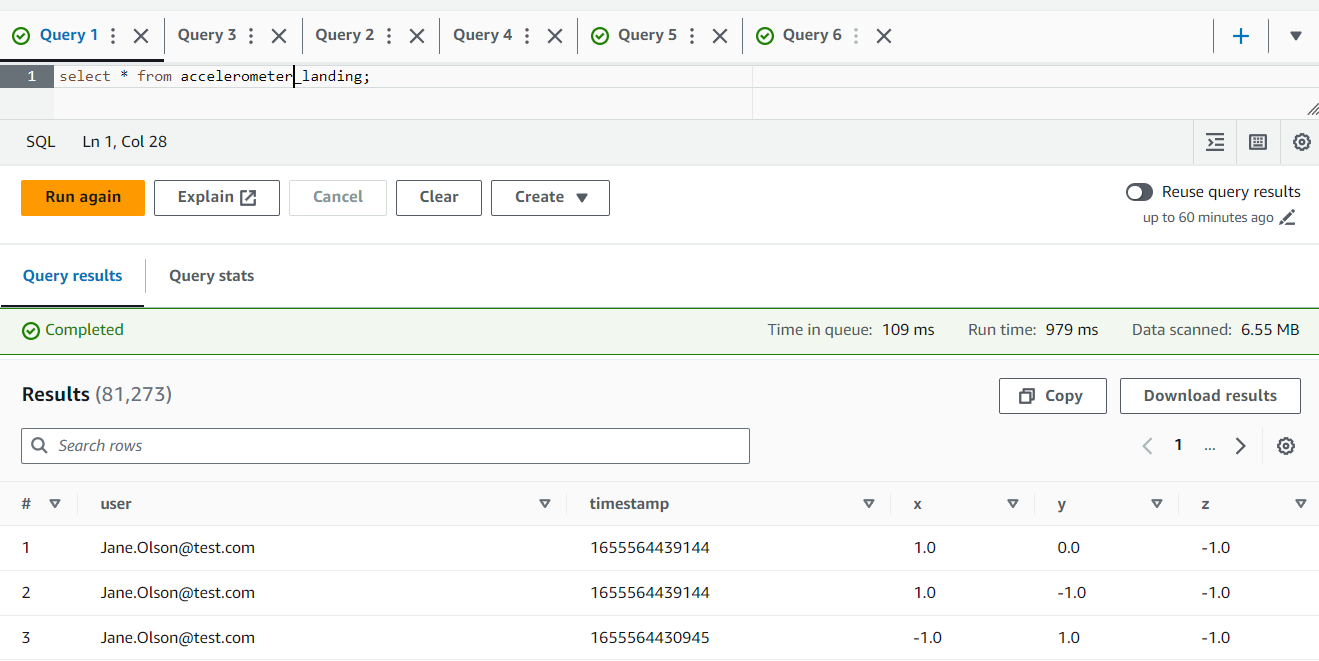 Query 1 Query 3 Query 2 Query 4 Query 5 Query 6
1 select * from accelerometer_landing;
SQL Ln 1, Col 28
Run again Explain Cancel Clear Create Reuse query results
up to 60 minutes ago
Query results Query stats
Completed Time in queue: 109 ms Run time: 979 ms Data scanned: 6.55 MB
Results (81,273) Copy Download results
Search rows 1 ...
# user timestamp x y z
1 Jane.Olson@test.com 1655564439144 1.0 0.0 -1.0
2 Jane.Olson@test.com 1655564439144 1.0 -1.0 -1.0
3 Jane.Olson@test.com 1655564430945 -1.0 1.0 -1.0